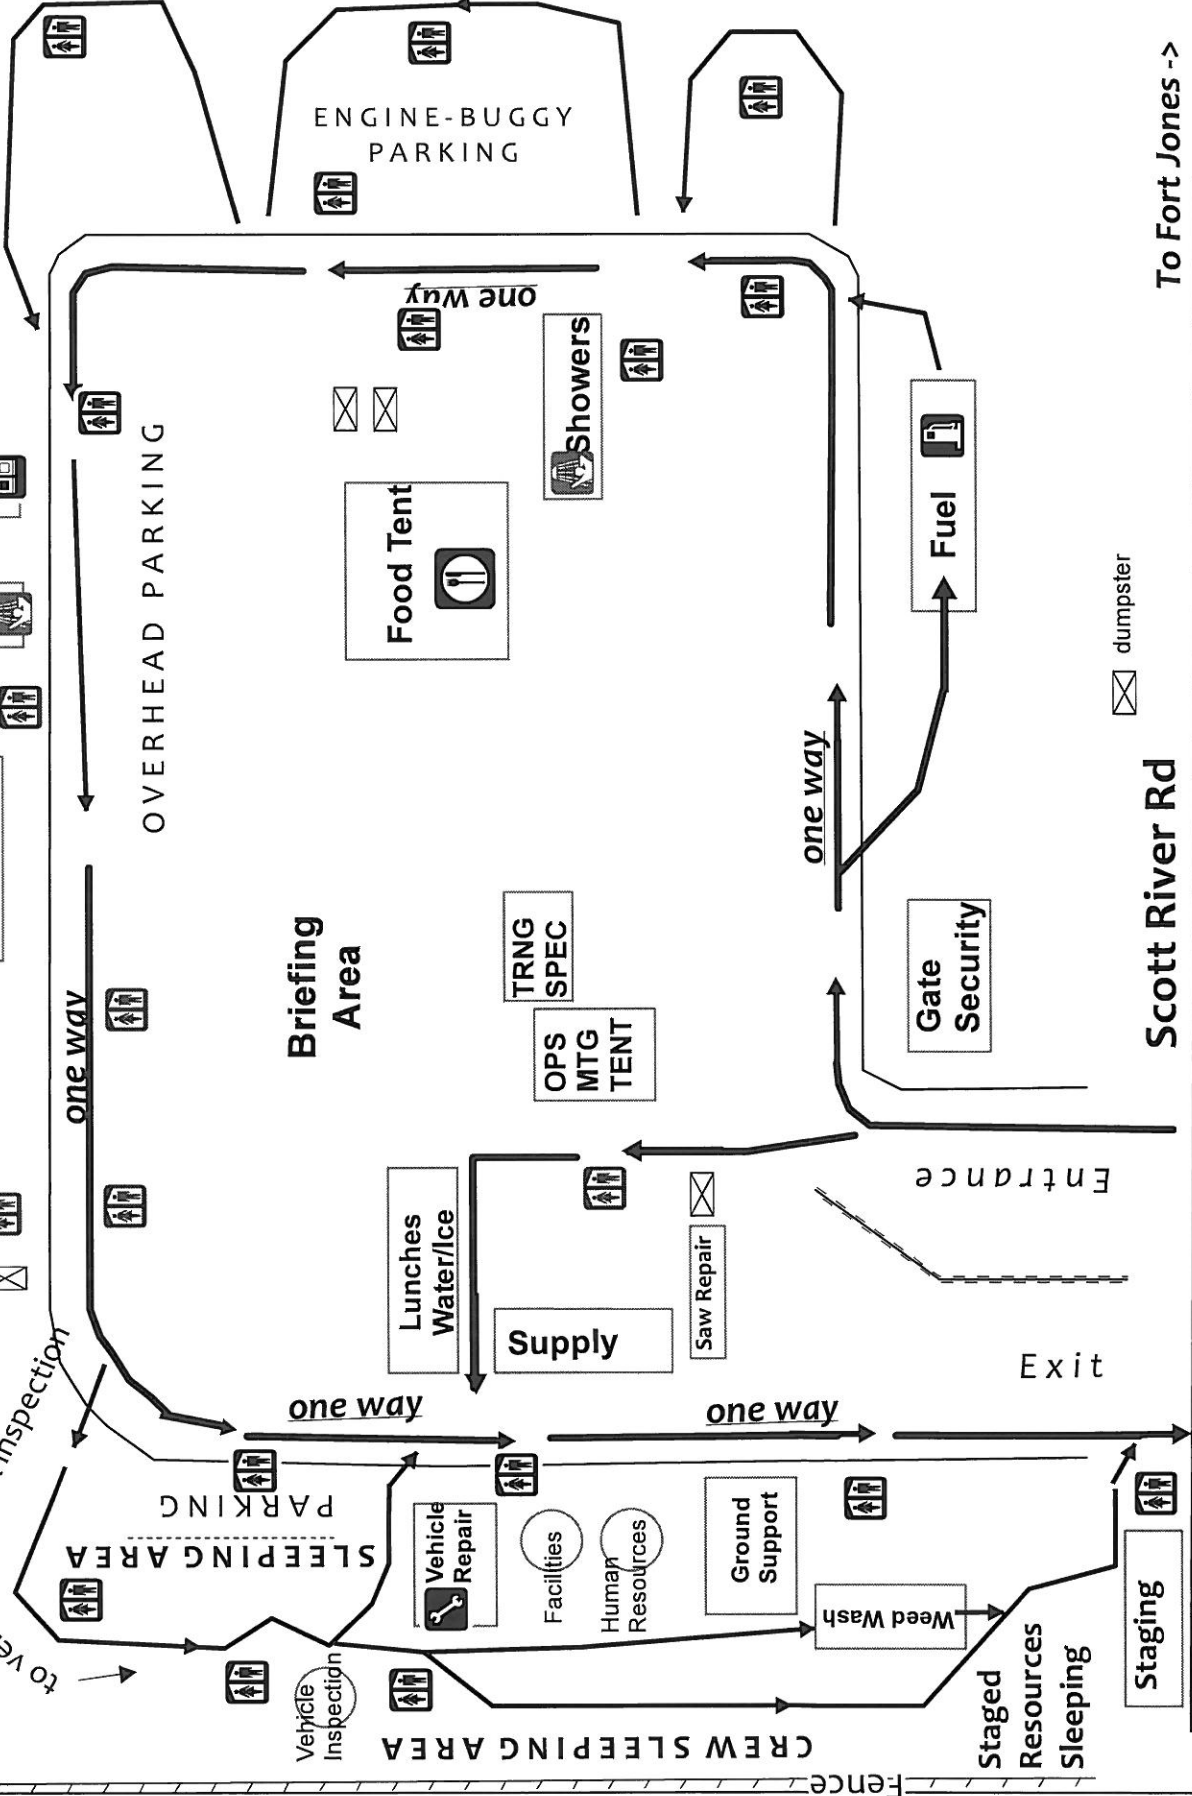 ENGINE-BUGGY
PARKING
To Fort Jones ->
one way
Showers
OVERHEAD PARKING
Food Tent
Fuel
dumpster
one way
Scott River Rd
Briefing
Area
TRNG
SPEC
OPS
MTG
TENT
Gate
Security
one way
Entrance
Lunches
Water/Ice
Supply
Saw Repair
Exit
Inspection
one way
one way
PARKING
SLEEPING AREA
Vehicle
Repair
Facilities
Human
Resources
Ground
Support
Weed Wash
Staging
Staged
Resources
Sleeping
to ve
Vehicle
Inspection
CREW SLEEPING AREA
Fence